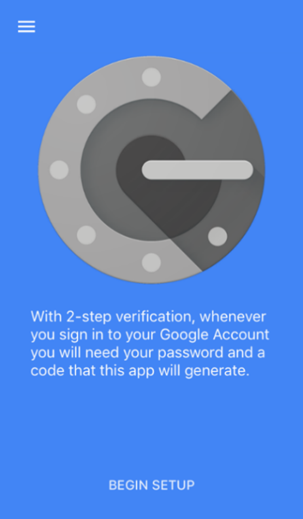 With 2-step verification, whenever
you sign in to your Google Account
you will need your password and a
code that this app will generate.
BEGIN SETUP